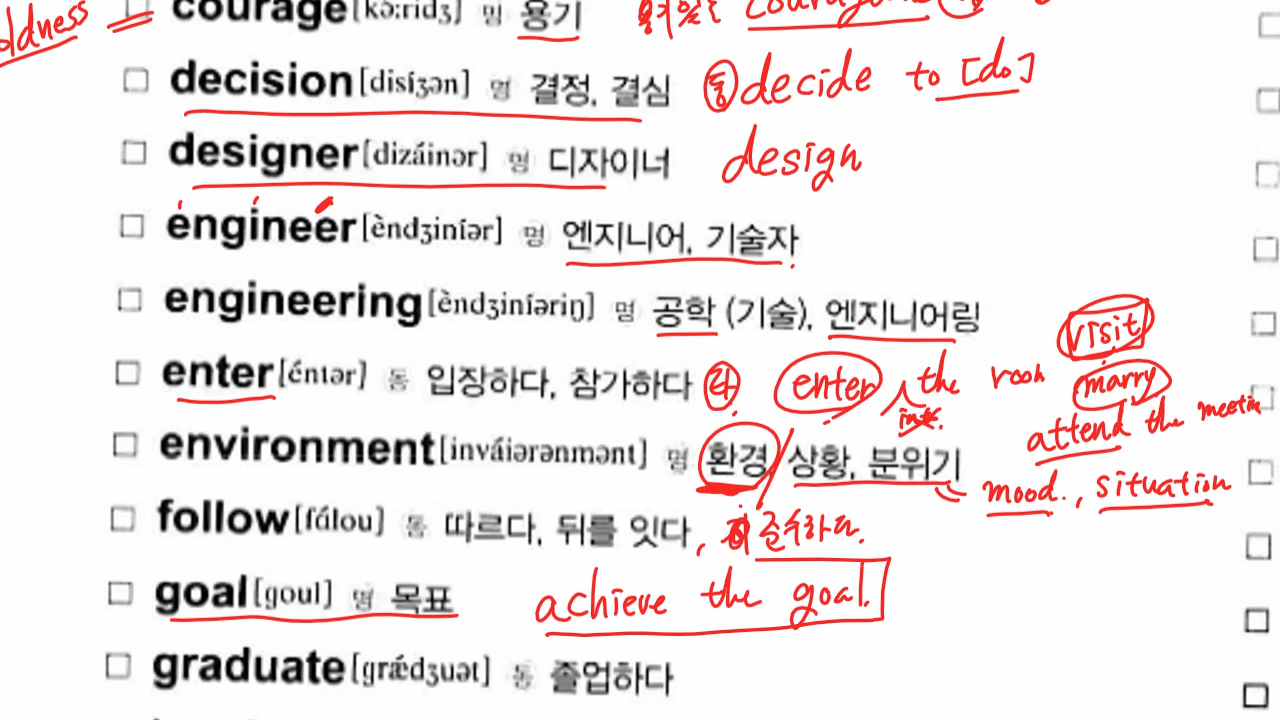 oldness courage[kə́:ridʒ] 명 용기
decision[disíʒən] 명 결정, 결심 동 decide to [do]
designer[dizáinər] 명 디자이너 design
engineer[èndʒiníər] 명 엔지니어, 기술자
engineering[èndʒiníəriŋ] 명 공학 (기술), 엔지니어링
visit
enter[éntər] 동 입장하다, 참가하다 enter the room marry
attend the meetin
environment[inváiərənmənt] 명 환경, 상황, 분위기 mood., situation
follow[fálou] 동 따르다, 뒤를 잇다, 준수하다.
goal[goul] 명 목표 achieve the goal.
graduate[grǽdʒuət] 동 졸업하다